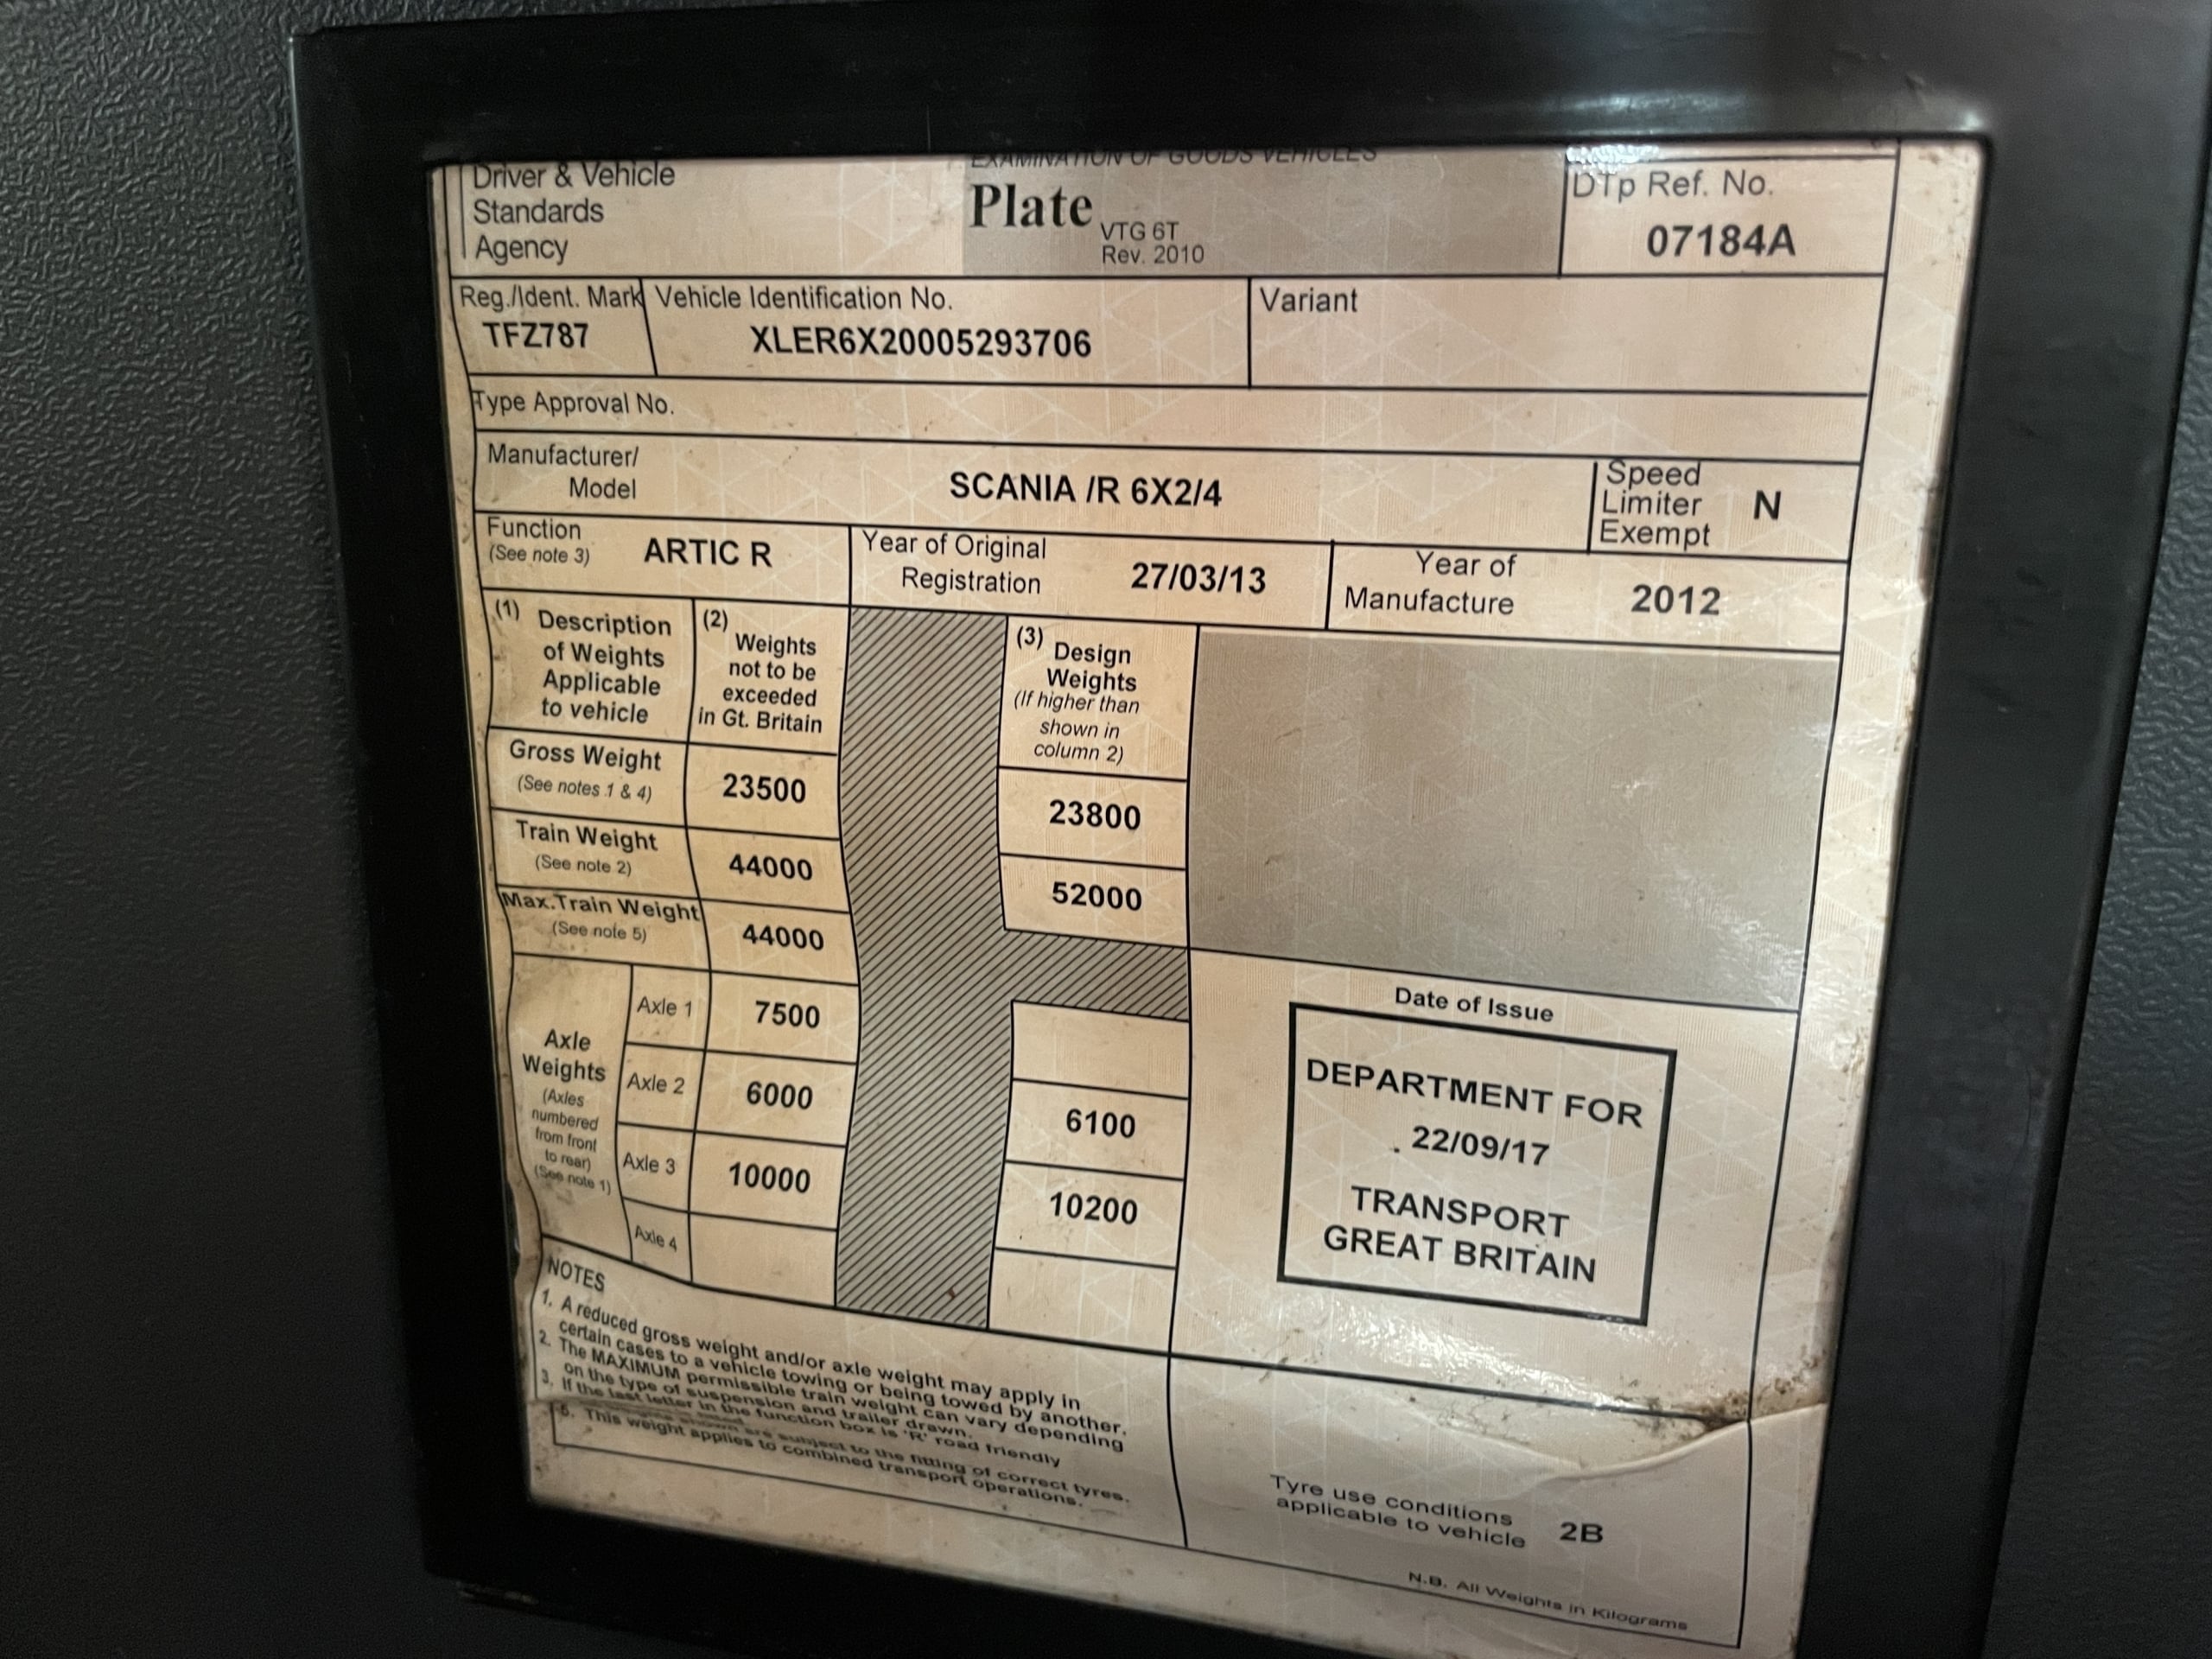 EXAMINATION OF GOODS VEHICLES
Driver & Vehicle
Standards
Agency
Plate VTG 6T
Rev. 2010
DTp Ref. No.
07184A
Reg./Ident. Mark
TFZ787
Vehicle Identification No.
XLER6X20005293706
Variant
Type Approval No.
Manufacturer/
Model
SCANIA /R 6X2/4
Speed
Limiter
Exempt
N
Function
(See note 3)
ARTIC R
Year of Original
Registration
27/03/13
Year of
Manufacture
2012
(1) Description
of Weights
Applicable
to vehicle
(2)
Weights
not to be
exceeded
in Gt. Britain
(3)
Design
Weights
(If higher than
shown in
column 2)
Gross Weight
(See notes 1 & 4)
23500
23800
Train Weight
(See note 2)
44000
52000
Max.Train Weight
(See note 5)
44000
Axle
Weights
(Axles
numbered
from front
to rear)
(See note 1)
Axle 1
7500
Axle 2
6000
6100
Axle 3
10000
10200
Axle 4
Date of Issue
DEPARTMENT FOR
22/09/17
TRANSPORT
GREAT BRITAIN
NOTES
1. A reduced gross weight and/or axle weight may apply in
certain cases to a vehicle towing or being towed by another.
2. The MAXIMUM permissible train weight can vary depending
on the type of suspension and trailer drawn.
3. If the last letter in the function box is 'R' road friendly
are subject to the fitting of correct tyres.
5. This weight applies to combined transport operations.
Tyre use conditions
applicable to vehicle
2B
N.B. All Weights in Kilograms